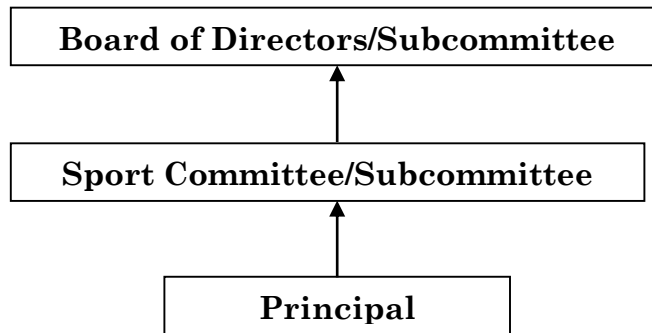 Board of Directors/Subcommittee
Sport Committee/Subcommittee
Principal